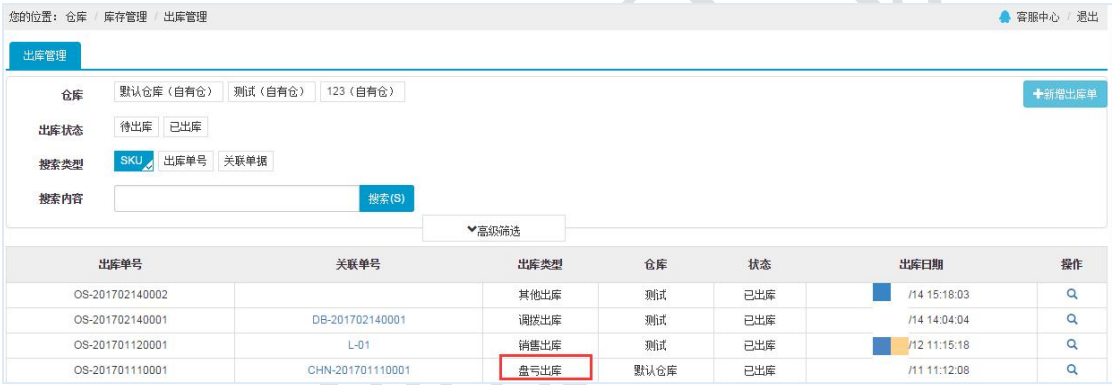 您的位置: 仓库 / 库存管理 / 出库管理 客服中心 / 退出
出库管理
仓库 默认仓库（自有仓） 测试（自有仓） 123（自有仓） +新增出库单
出库状态 待出库 已出库
搜索类型 SKU 出库单号 关联单据
搜索内容 搜索(S)
高级筛选
出库单号 关联单号 出库类型 仓库 状态 出库日期 操作
OS-201702140002 其他出库 测试 已出库 /14 15:18:03
OS-201702140001 DB-201702140001 调拨出库 测试 已出库 /14 14:04:04
OS-201701120001 L-01 销售出库 测试 已出库 /12 11:15:18
OS-201701110001 CHN-201701110001 盘亏出库 默认仓库 已出库 /11 11:12:08